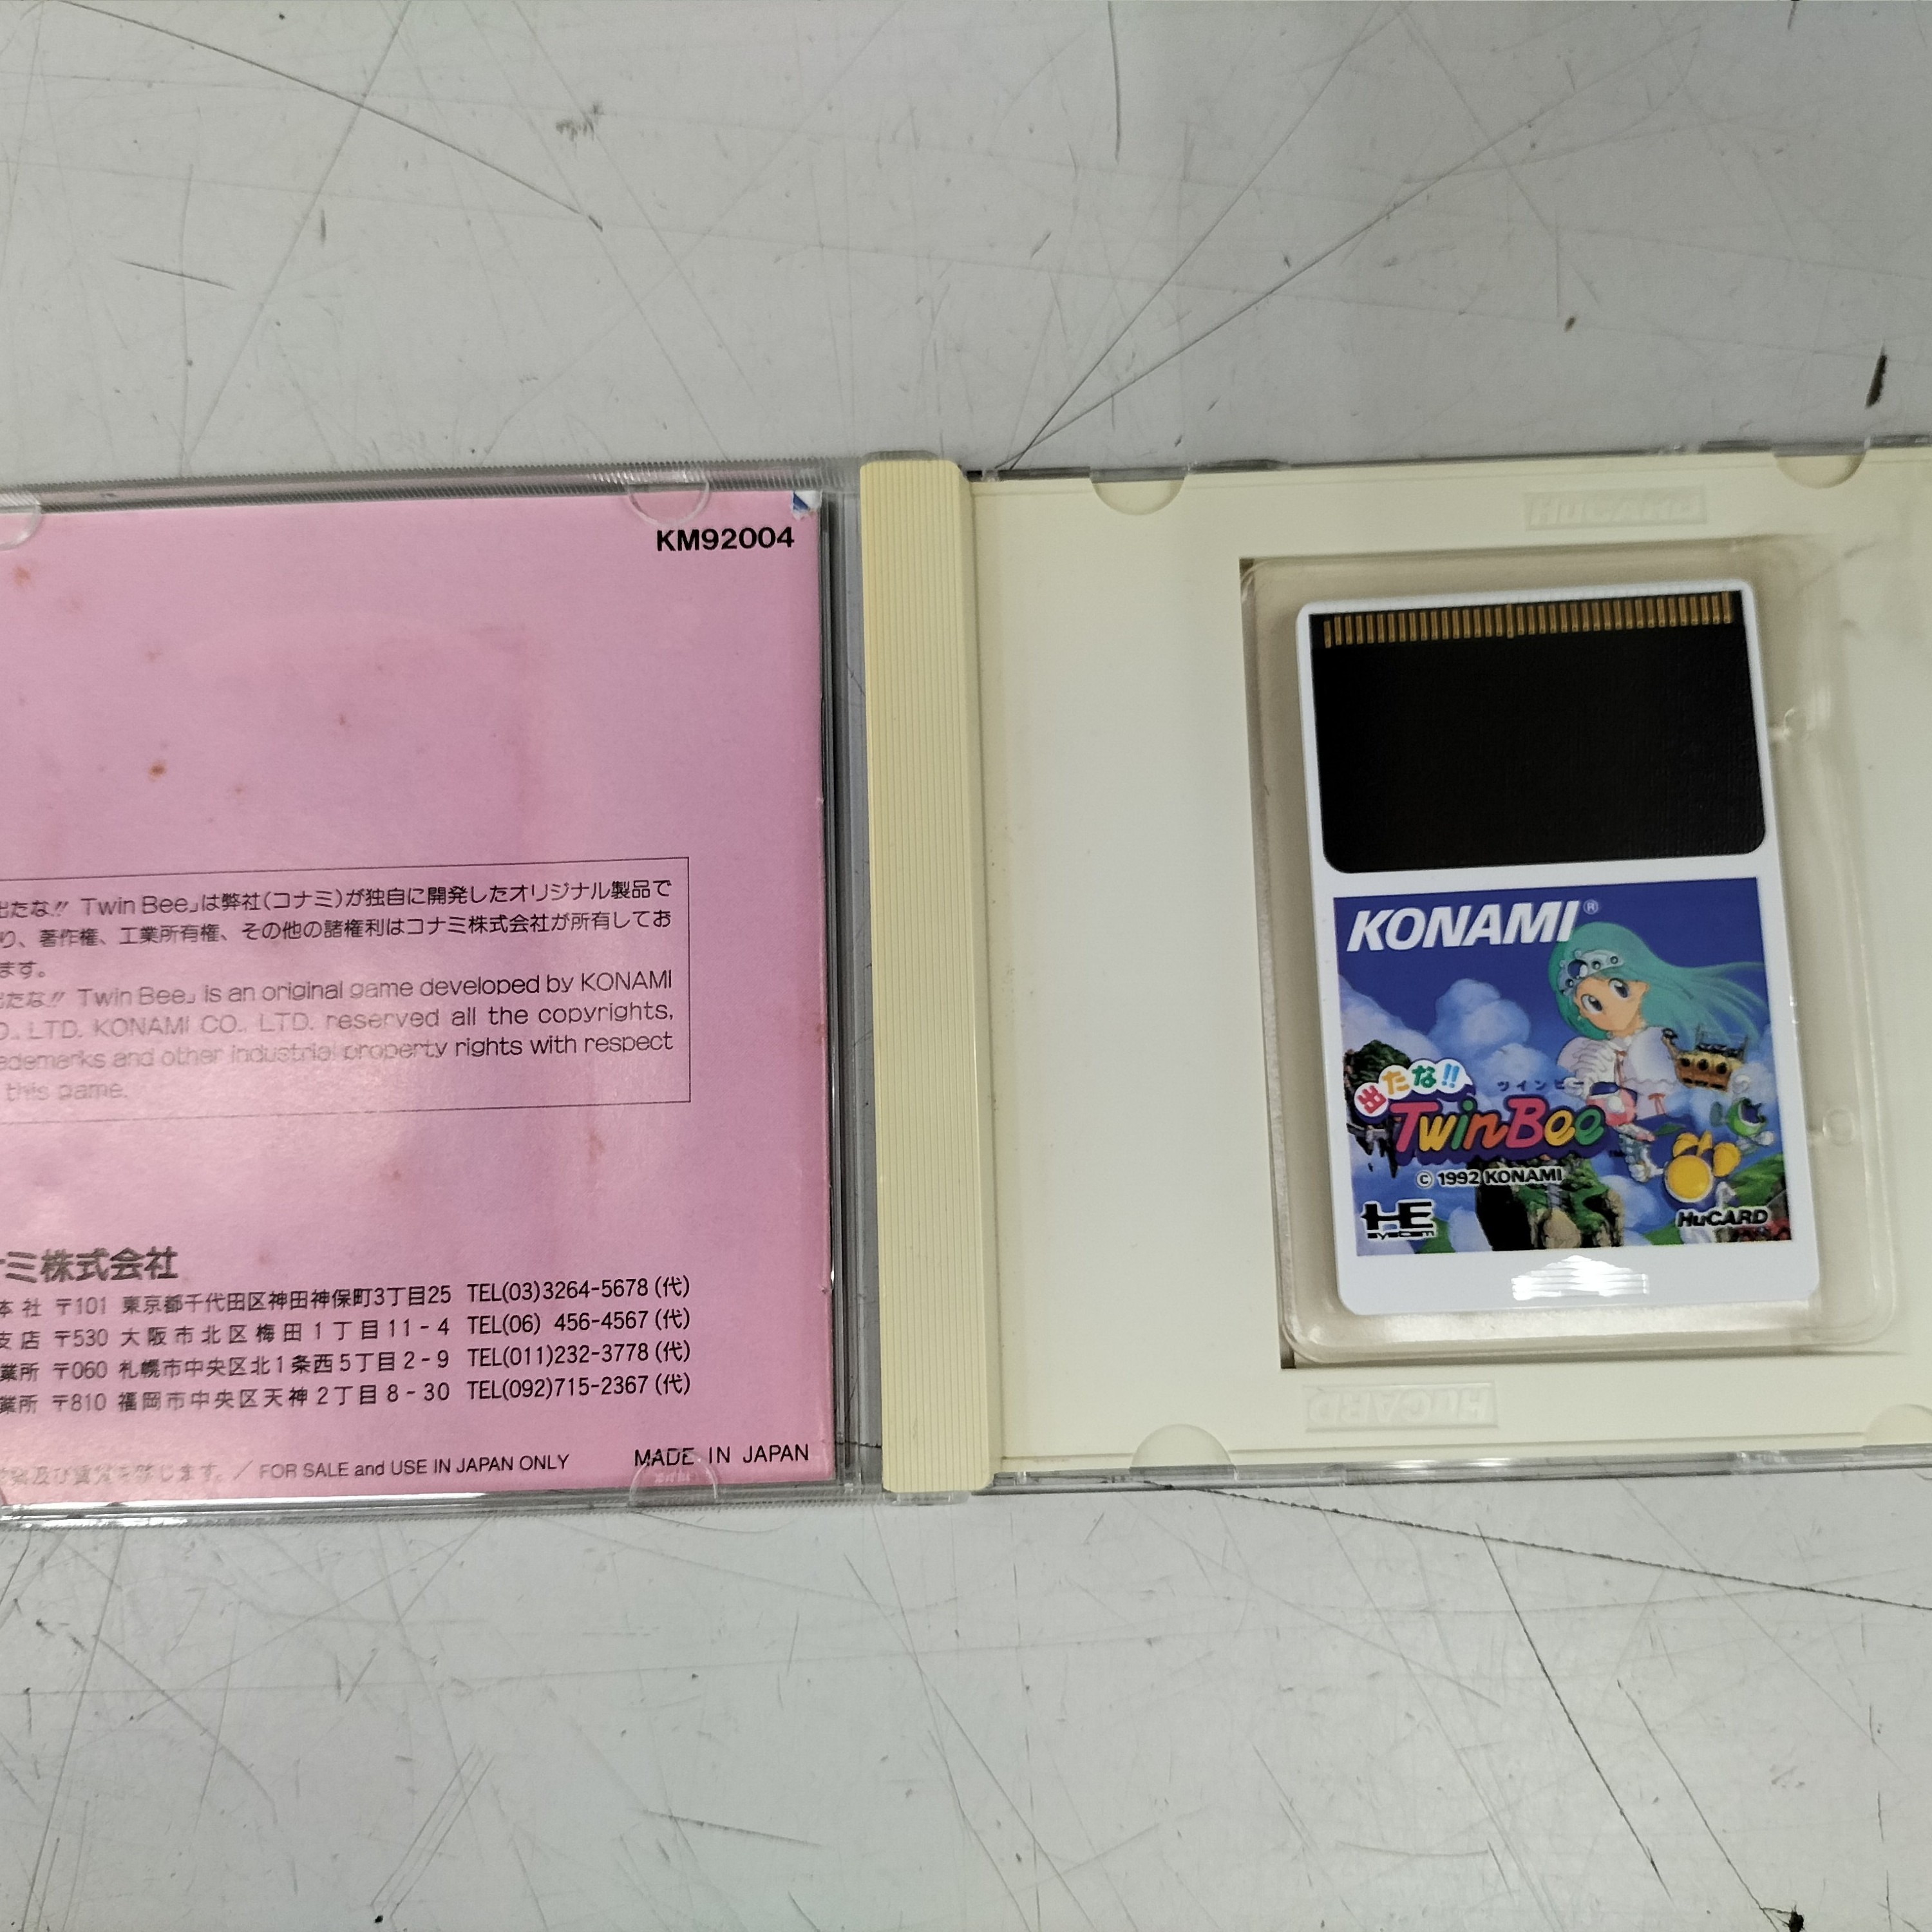 KM92004
出たな!! Twin Bee」は弊社(コナミ)が独自に開発したオリジナル製品で
り、著作権、工業所有権、その他の諸権利はコナミ株式会社が所有してお
ます。
出たな!! Twin Bee」 is an original game developed by KONAMI
O., LTD. KONAMI CO., LTD. reserved all the copyrights,
ademarks and other industrial property rights with respect
this game.
ナミ株式会社
本 社 〒101 東京都千代田区神田神保町3丁目25 TEL(03)3264-5678(代)
支店 〒530 大阪市北区梅田1丁目11-4 TEL(06) 456-4567(代)
業所 〒060 札幌市中央区北1条西5丁目2-9 TEL(011)232-3778(代)
業所 〒810 福岡市中央区天神2丁目8-30 TEL(092)715-2367(代)
及び賃貸を禁じます。/ FOR SALE and USE IN JAPAN ONLY
MADE IN JAPAN
HuCARD
KONAMI®
出たな!! ツインビー
TwinBee
© 1992 KONAMI
HE system
HuCARD
HuCARD